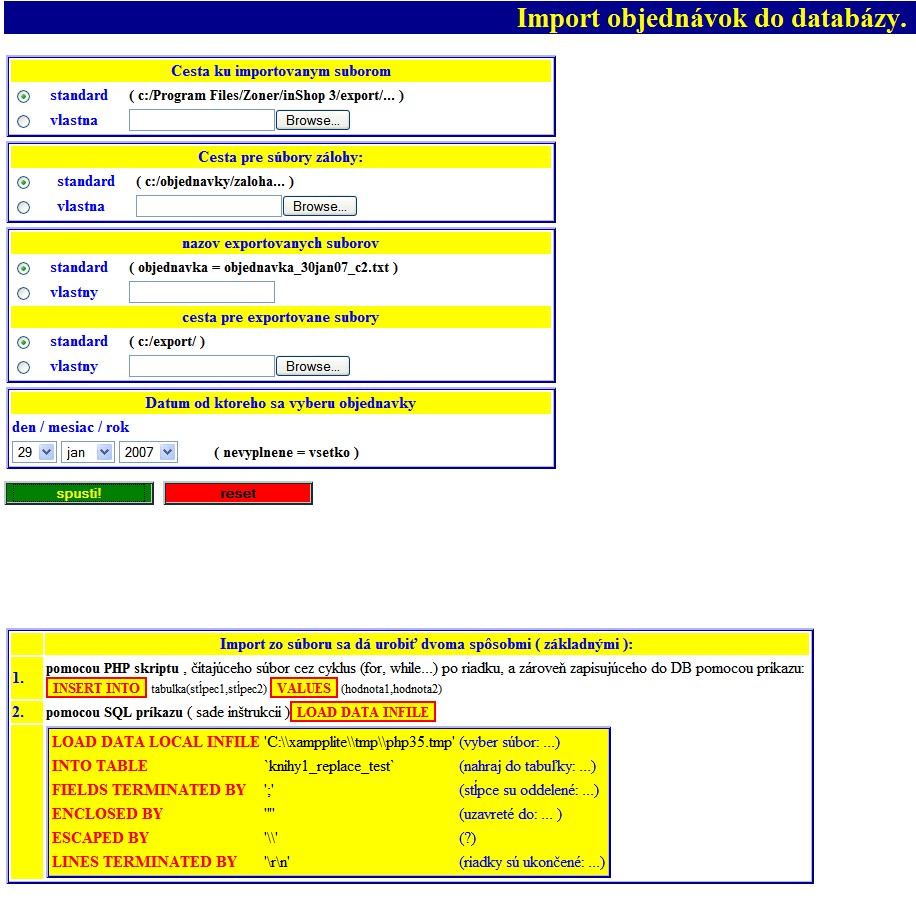 Import objednávok do databázy.
Cesta ku importovanym suborom
standard ( c:/Program Files/Zoner/inShop 3/export/... )
vlastna Browse...
Cesta pre súbory zálohy:
standard ( c:/objednavky/zaloha... )
vlastna Browse...
nazov exportovanych suborov
standard ( objednavka = objednavka_30jan07_c2.txt )
vlastny
cesta pre exportovane subory
standard ( c:/export/ )
vlastny Browse...
Datum od ktoreho sa vyberu objednavky
den / mesiac / rok
29 jan 2007 ( nevyplnene = vsetko )
spusti! reset
Import zo súboru sa dá urobiť dvoma spôsobmi ( základnými ):
1. pomocou PHP skriptu , čítajúceho súbor cez cyklus (for, while...) po riadku, a zároveň zapisujúceho do DB pomocou príkazu:
INSERT INTO tabulka(stĺpec1,stĺpec2) VALUES (hodnota1,hodnota2)
2. pomocou SQL príkazu ( sade inštrukcii ) LOAD DATA INFILE
LOAD DATA LOCAL INFILE 'C:\\xampplite\\tmp\\php35.tmp' (vyber súbor: ...)
INTO TABLE `knihy1_replace_test` (nahraj do tabuľky: ...)
FIELDS TERMINATED BY ';' (stĺpce su oddelené: ...)
ENCLOSED BY '"' (uzavreté do: ... )
ESCAPED BY '\\' (?)
LINES TERMINATED BY '\r\n' (riadky sú ukončené: ...)